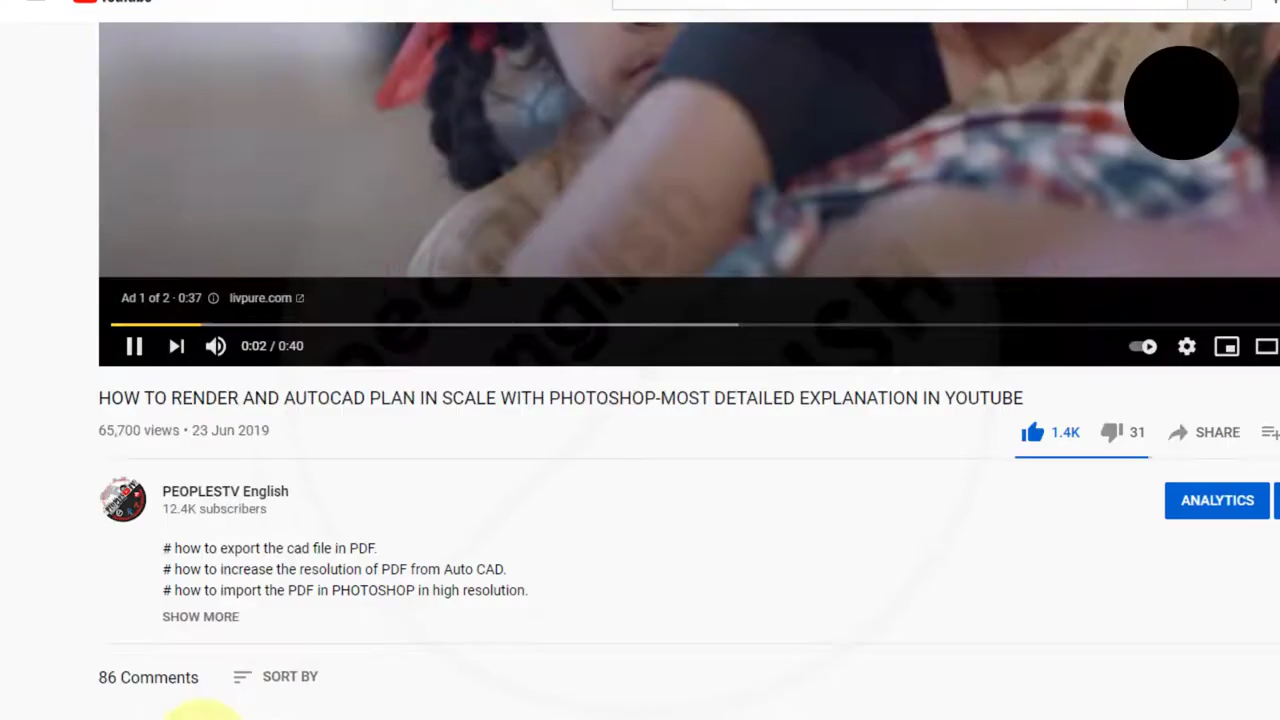 Ad 1 of 2 · 0:37 livpure.com
0:02 / 0:40
HOW TO RENDER AND AUTOCAD PLAN IN SCALE WITH PHOTOSHOP-MOST DETAILED EXPLANATION IN YOUTUBE
65,700 views • 23 Jun 2019
1.4K 31 SHARE
PEOPLESTV English
12.4K subscribers
ANALYTICS
# how to export the cad file in PDF.
# how to increase the resolution of PDF from Auto CAD.
# how to import the PDF in PHOTOSHOP in high resolution.
SHOW MORE
86 Comments SORT BY